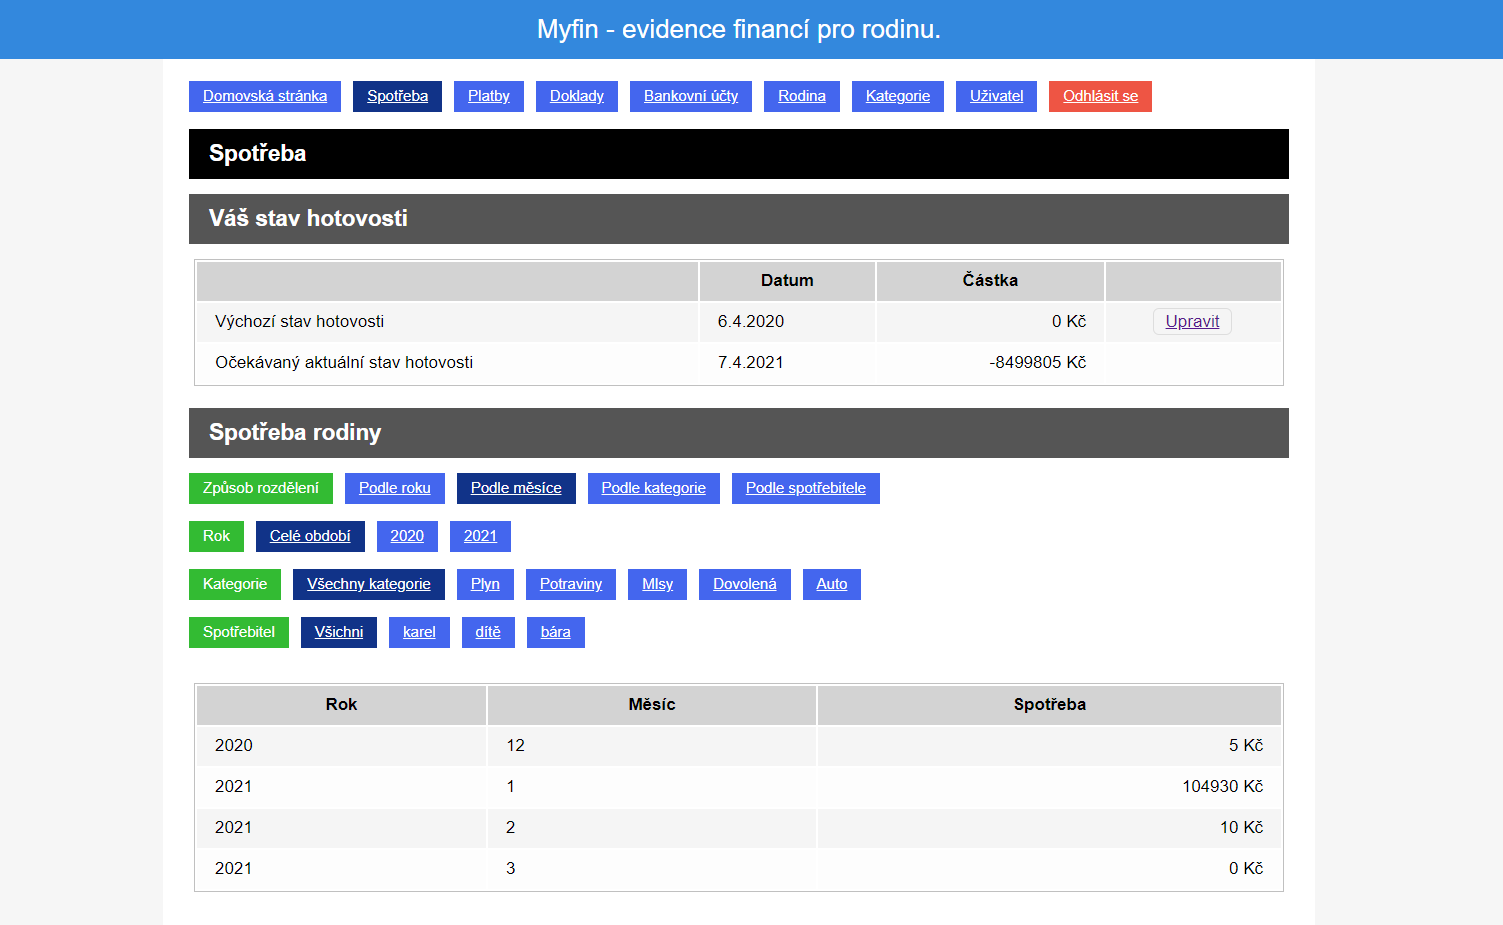 Myfin - evidence financí pro rodinu.
Domovská stránka Spotřeba Platby Doklady Bankovní účty Rodina Kategorie Uživatel Odhlásit se
Spotřeba
Váš stav hotovosti
Datum Částka
Výchozí stav hotovosti 6.4.2020 0 Kč Upravit
Očekávaný aktuální stav hotovosti 7.4.2021 -8499805 Kč
Spotřeba rodiny
Způsob rozdělení Podle roku Podle měsíce Podle kategorie Podle spotřebitele
Rok Celé období 2020 2021
Kategorie Všechny kategorie Plyn Potraviny Mlsy Dovolená Auto
Spotřebitel Všichni karel dítě bára
Rok Měsíc Spotřeba
2020 12 5 Kč
2021 1 104930 Kč
2021 2 10 Kč
2021 3 0 Kč